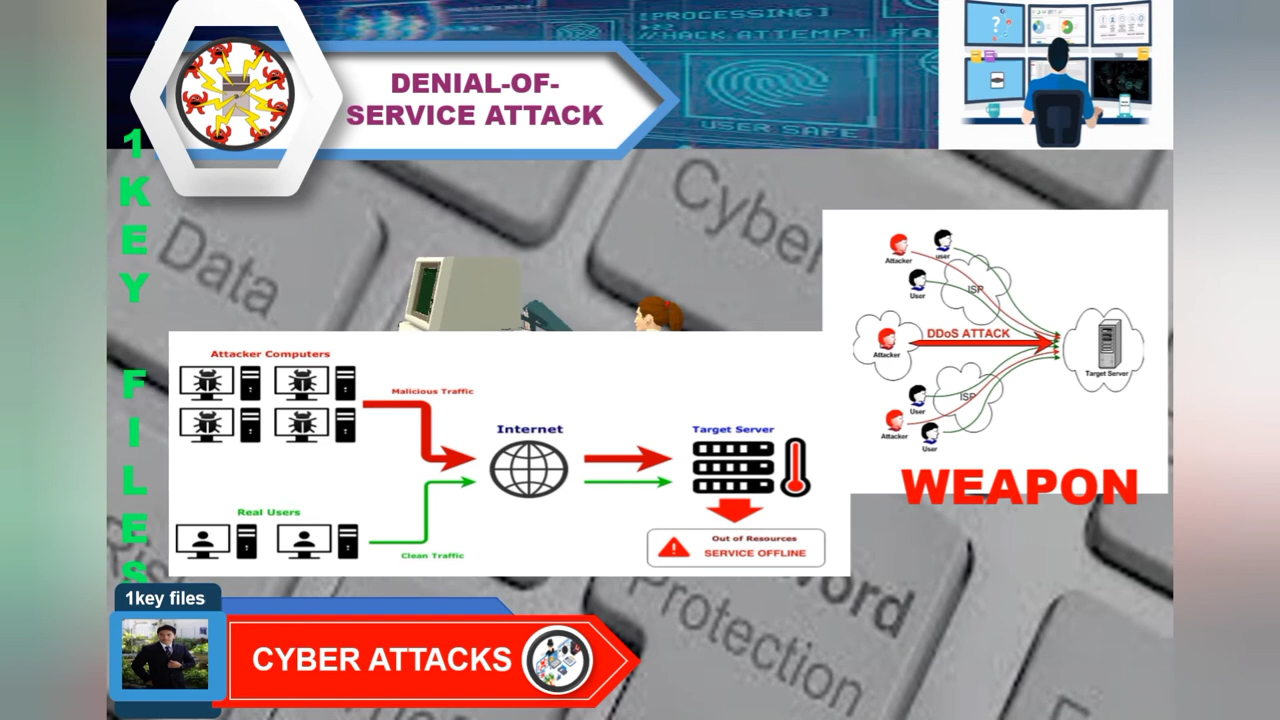 [PROCESSING]
//HACK ATTEMPT FA
USER SAFE
DENIAL-OF-
SERVICE ATTACK
1
K
E
Y
F
I
L
E
S
Data
Cyber
Attacker
user
User
ISP
Attacker
DDoS ATTACK
Target Server
User
ISP
Attacker
User
WEAPON
Attacker Computers
Malicious Traffic
Internet
Target Server
Real Users
Clean Traffic
Out of Resources
SERVICE OFFLINE
Protection
1key files
CYBER ATTACKS